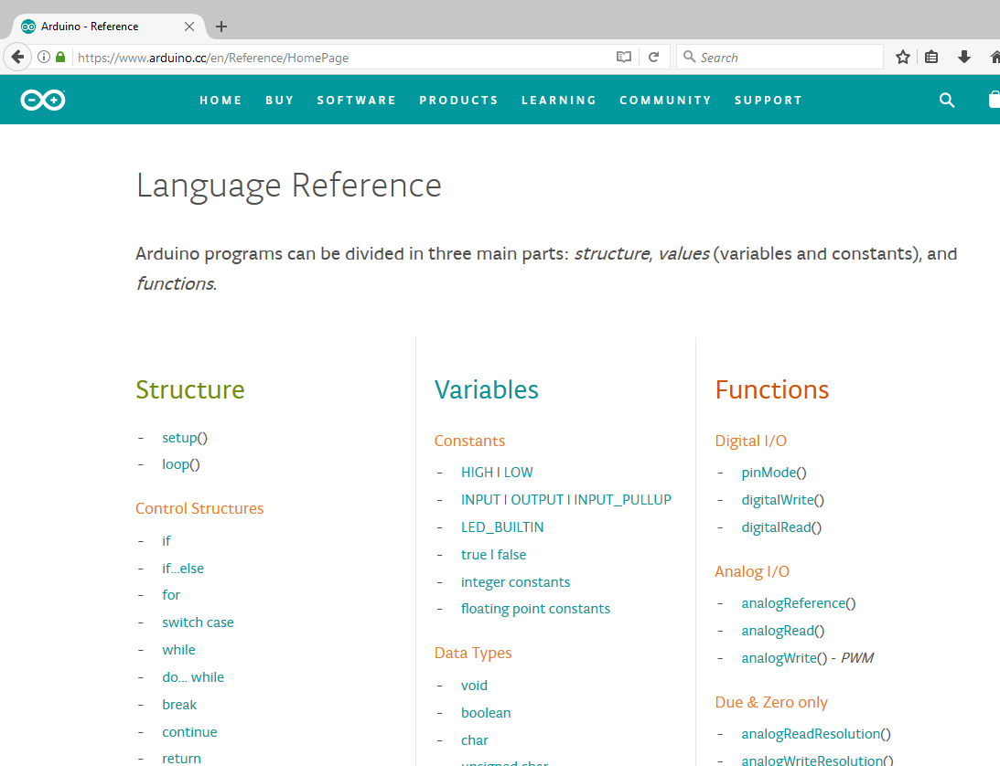 Arduino - Reference
https://www.arduino.cc/en/Reference/HomePage
Search
HOME BUY SOFTWARE PRODUCTS LEARNING COMMUNITY SUPPORT
Language Reference
Arduino programs can be divided in three main parts: structure, values (variables and constants), and
functions.
Structure
- setup()
- loop()
Control Structures
- if
- if...else
- for
- switch case
- while
- do... while
- break
- continue
- return
Variables
Constants
- HIGH | LOW
- INPUT | OUTPUT | INPUT_PULLUP
- LED_BUILTIN
- true | false
- integer constants
- floating point constants
Data Types
- void
- boolean
- char
- unsigned char
Functions
Digital I/O
- pinMode()
- digitalWrite()
- digitalRead()
Analog I/O
- analogReference()
- analogRead()
- analogWrite() - PWM
Due & Zero only
- analogReadResolution()
- analogWriteResolution()